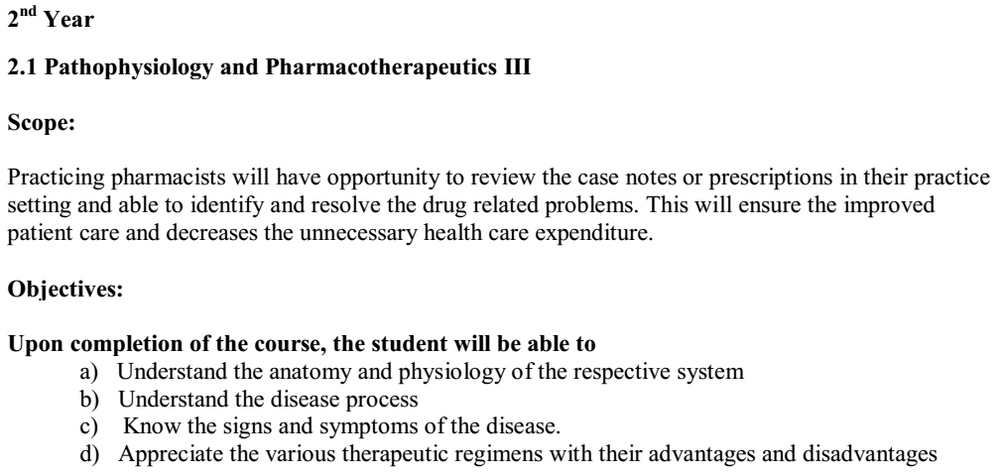 2nd Year
2.1 Pathophysiology and Pharmacotherapeutics III
Scope:
Practicing pharmacists will have opportunity to review the case notes or prescriptions in their practice
setting and able to identify and resolve the drug related problems. This will ensure the improved
patient care and decreases the unnecessary health care expenditure.
Objectives:
Upon completion of the course, the student will be able to
a) Understand the anatomy and physiology of the respective system
b) Understand the disease process
c) Know the signs and symptoms of the disease.
d) Appreciate the various therapeutic regimens with their advantages and disadvantages